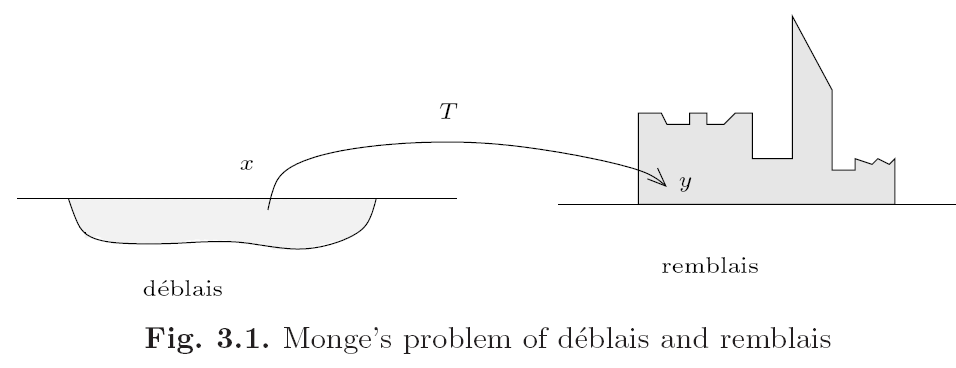 T
x
y
remblais
déblais
Fig. 3.1. Monge's problem of déblais and remblais